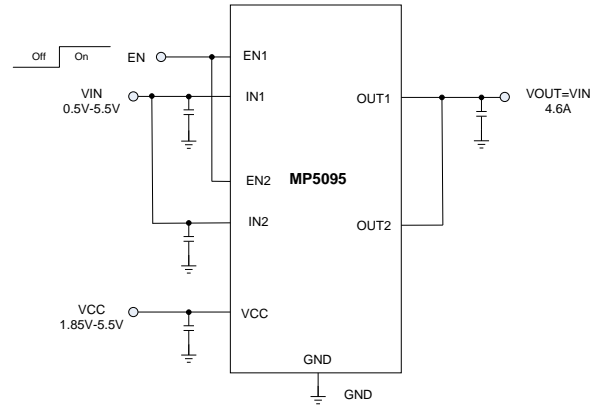 Off
On
EN
EN1
VIN
0.5V-5.5V
IN1
OUT1
VOUT=VIN
4.6A
EN2
MP5095
IN2
OUT2
VCC
1.85V-5.5V
VCC
GND
GND